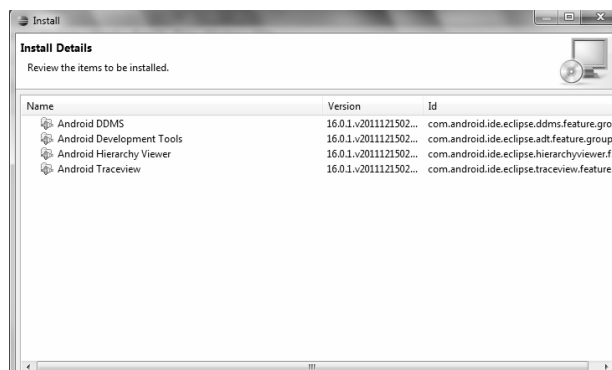 Install
Install Details
Review the items to be installed.
Name Version Id
Android DDMS 16.0.1.v2011121502... com.android.ide.eclipse.ddms.feature.gro
Android Development Tools 16.0.1.v2011121502... com.android.ide.eclipse.adt.feature.group
Android Hierarchy Viewer 16.0.1.v2011121502... com.android.ide.eclipse.hierarchyviewer.f
Android Traceview 16.0.1.v2011121502... com.android.ide.eclipse.traceview.feature